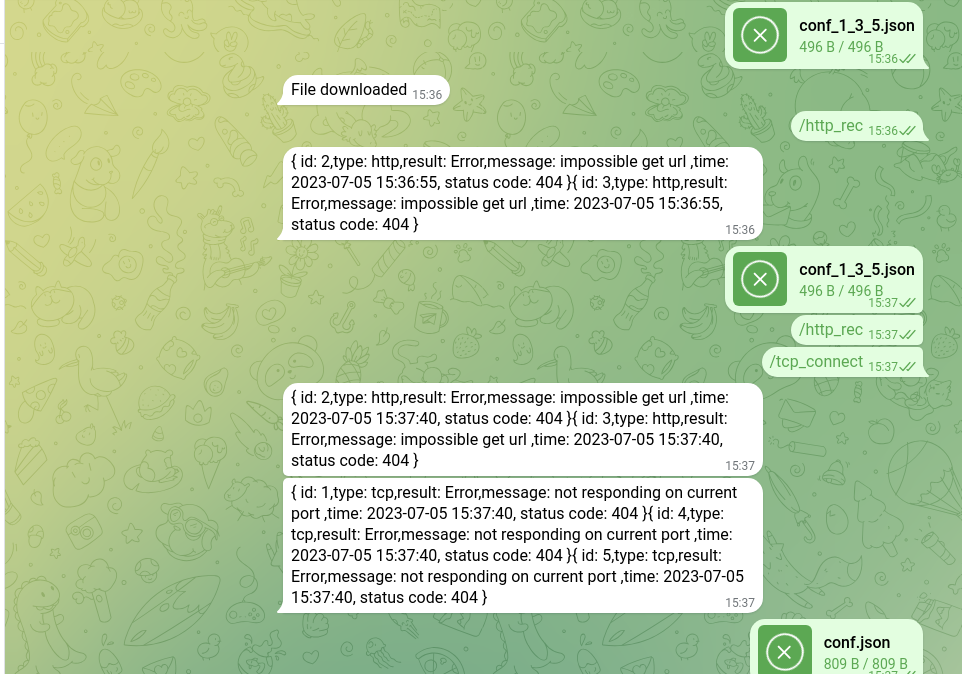 conf_1_3_5.json
496 B / 496 B
15:36
File downloaded 15:36
/http_rec 15:36
{ id: 2,type: http,result: Error,message: impossible get url ,time:
2023-07-05 15:36:55, status code: 404 }{ id: 3,type: http,result:
Error,message: impossible get url ,time: 2023-07-05 15:36:55,
status code: 404 }
15:36
conf_1_3_5.json
496 B / 496 B
15:37
/http_rec 15:37
/tcp_connect 15:37
{ id: 2,type: http,result: Error,message: impossible get url ,time:
2023-07-05 15:37:40, status code: 404 }{ id: 3,type: http,result:
Error,message: impossible get url ,time: 2023-07-05 15:37:40,
status code: 404 }
15:37
{ id: 1,type: tcp,result: Error,message: not responding on current
port ,time: 2023-07-05 15:37:40, status code: 404 }{ id: 4,type:
tcp,result: Error,message: not responding on current port ,time:
2023-07-05 15:37:40, status code: 404 }{ id: 5,type: tcp,result:
Error,message: not responding on current port ,time: 2023-07-05
15:37:40, status code: 404 }
15:37
conf.json
809 B / 809 B